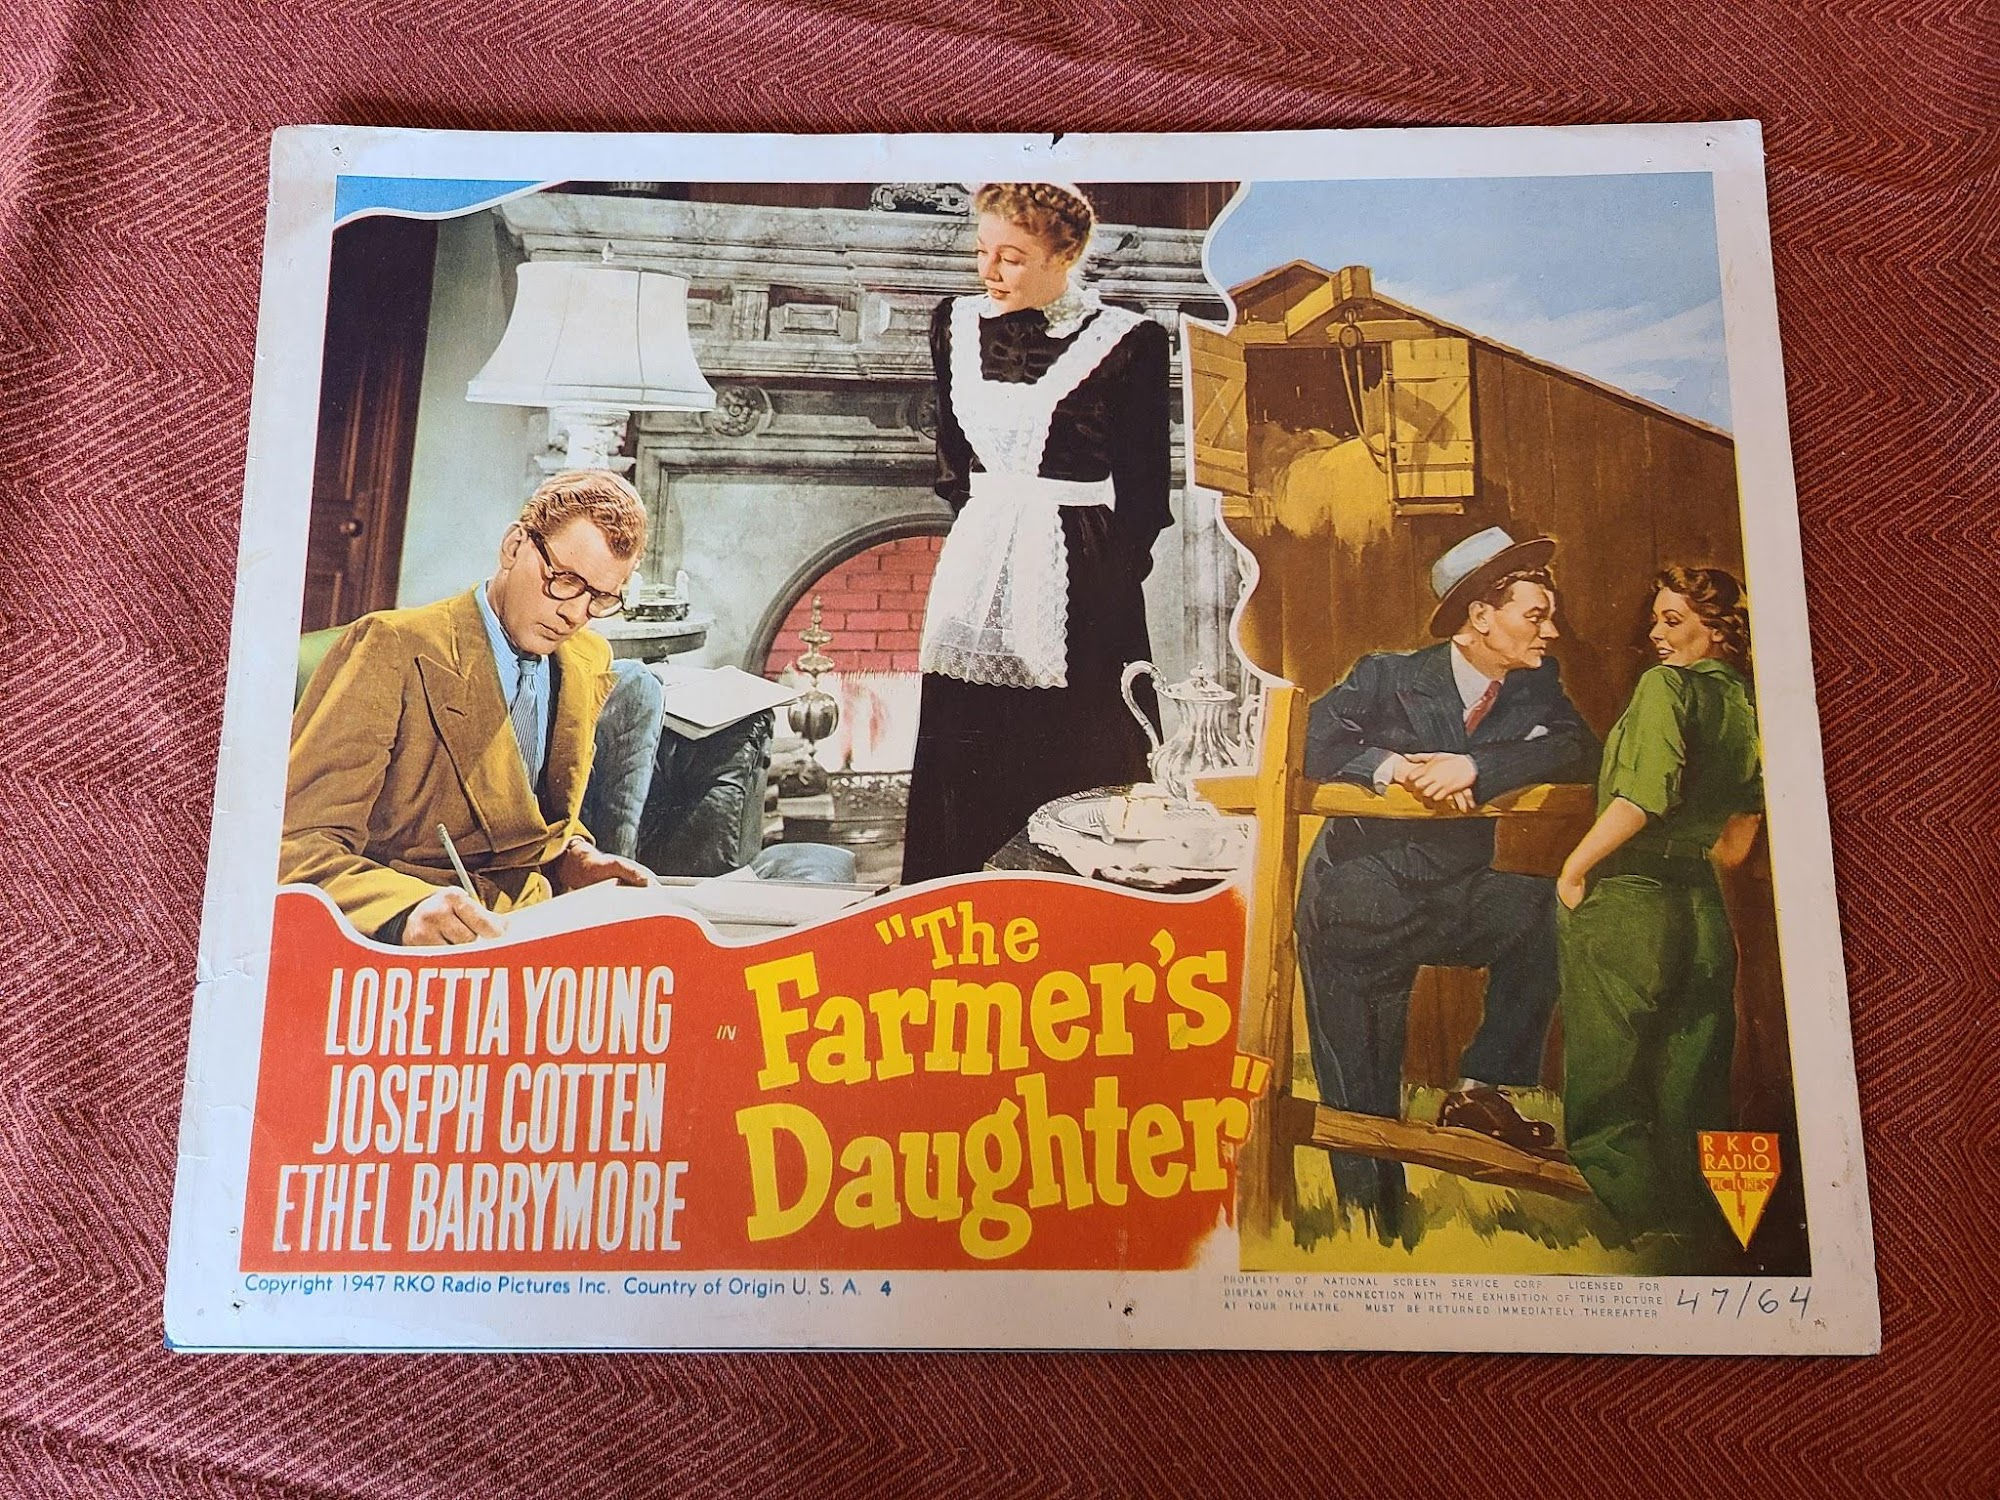 LORETTA YOUNG
JOSEPH COTTEN
ETHEL BARRYMORE
IN
"The
Farmer's
Daughter"
RKO
RADIO
PICTURES
Copyright 1947 RKO Radio Pictures Inc. Country of Origin U. S. A. 4
PROPERTY OF NATIONAL SCREEN SERVICE CORP. LICENSED FOR
DISPLAY ONLY IN CONNECTION WITH THE EXHIBITION OF THIS PICTURE
AT YOUR THEATRE. MUST BE RETURNED IMMEDIATELY THEREAFTER
47/64